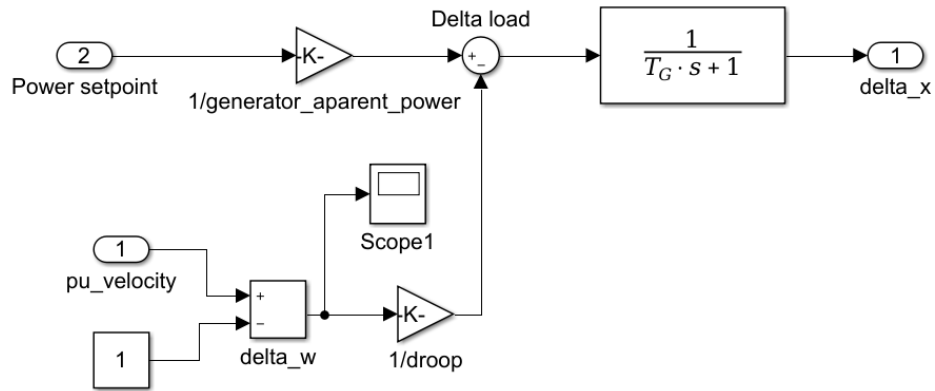 Delta load
2
-K-
+
−
1
T_G · s + 1
1
Power setpoint
1/generator_aparent_power
delta_x
Scope1
1
pu_velocity
+
−
-K-
1
delta_w
1/droop